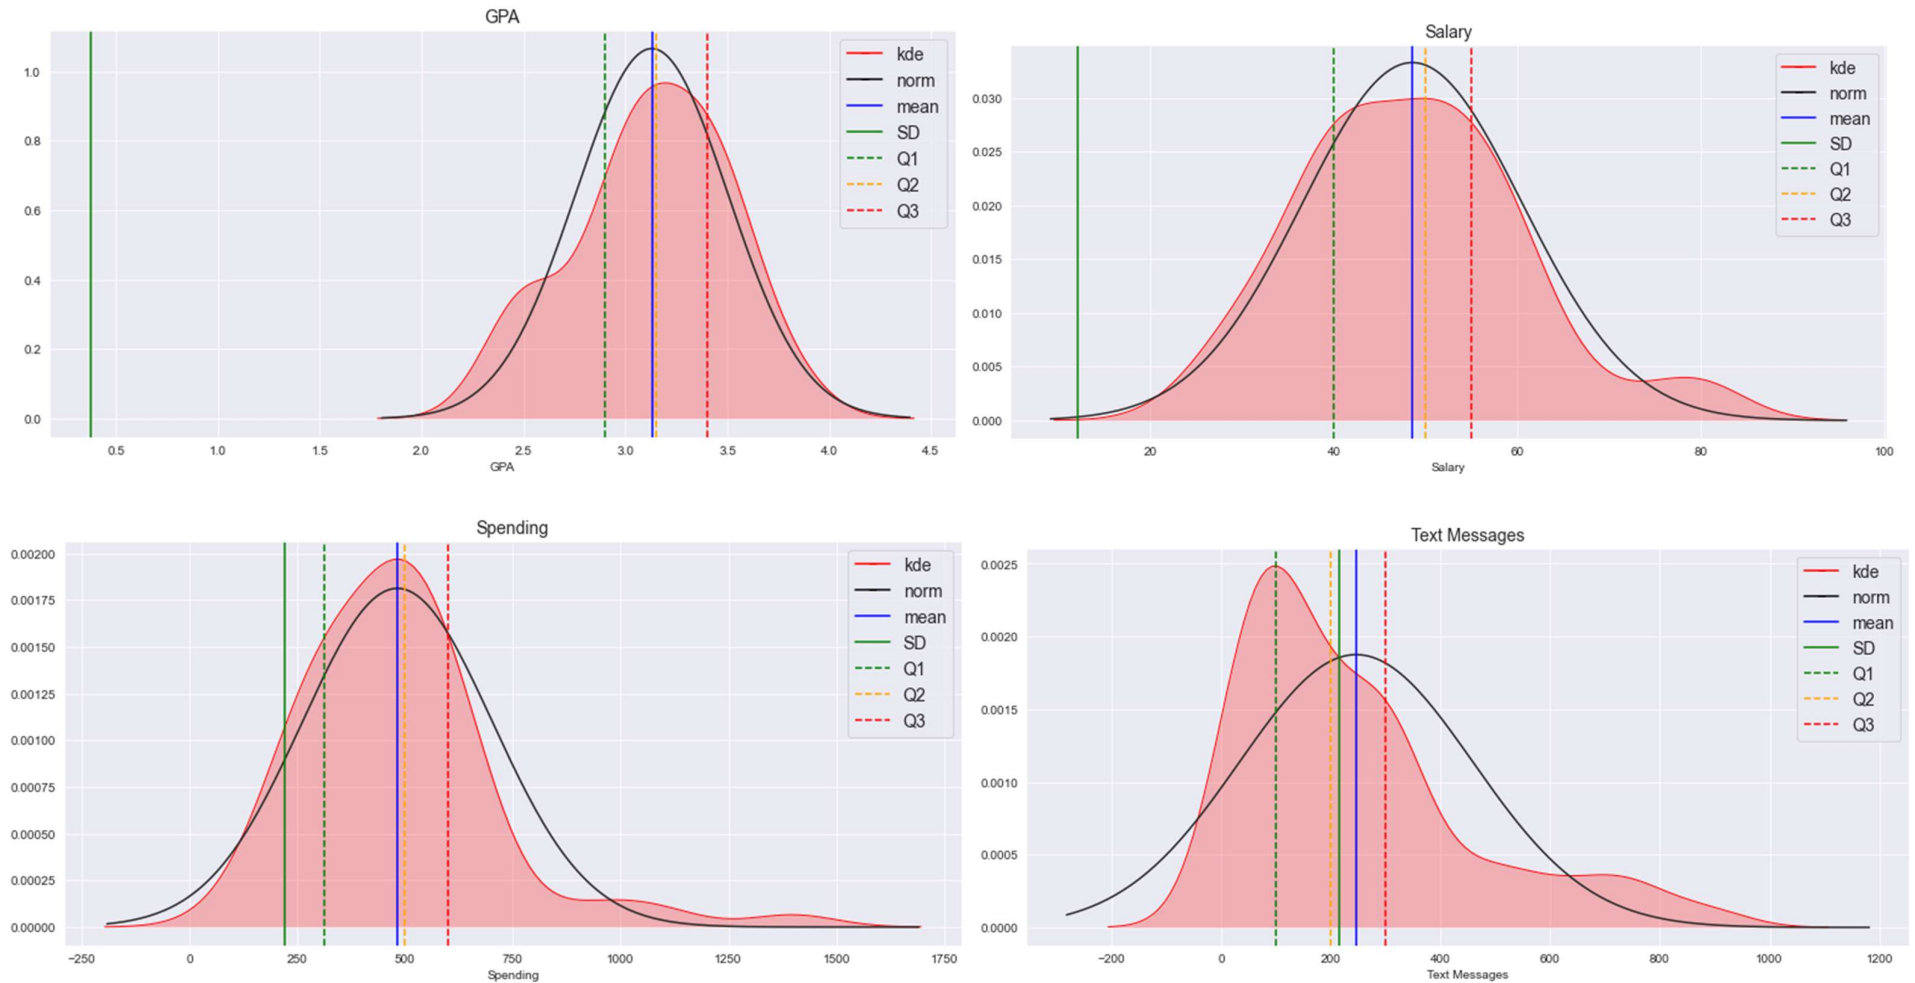 GPA
1.0
0.8
0.6
0.4
0.2
0.0
0.5 1.0 1.5 2.0 2.5 3.0 3.5 4.0 4.5
GPA
kde
norm
mean
SD
Q1
Q2
Q3
Salary
0.030
0.025
0.020
0.015
0.010
0.005
0.000
20 40 60 80 100
Salary
kde
norm
mean
SD
Q1
Q2
Q3
Spending
0.00200
0.00175
0.00150
0.00125
0.00100
0.00075
0.00050
0.00025
0.00000
−250 0 250 500 750 1000 1250 1500 1750
Spending
kde
norm
mean
SD
Q1
Q2
Q3
Text Messages
0.0025
0.0020
0.0015
0.0010
0.0005
0.0000
−200 0 200 400 600 800 1000 1200
Text Messages
kde
norm
mean
SD
Q1
Q2
Q3